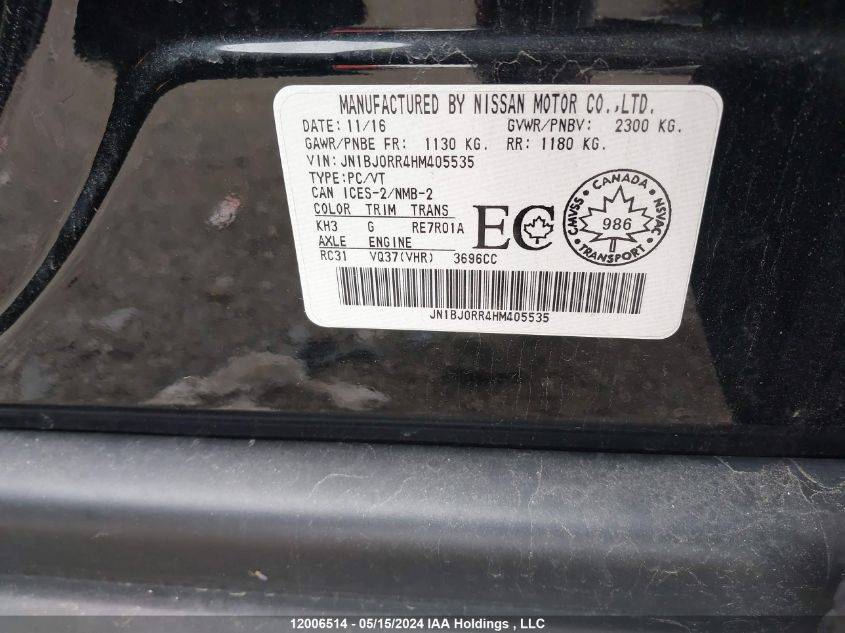 MANUFACTURED BY NISSAN MOTOR CO.,LTD.
DATE: 11/16 GVWR/PNBV: 2300 KG.
GAWR/PNBE FR: 1130 KG. RR: 1180 KG.
VIN: JN1BJ0RR4HM405535
TYPE:PC/VT
CAN ICES-2/NMB-2
COLOR TRIM TRANS
KH3 G RE7R01A
AXLE ENGINE
RC31 VQ37(VHR) 3696CC
EC
CANADA
CMVSS
NSVAC
986
TRANSPORT
JN1BJ0RR4HM405535
12006514 - 05/15/2024 IAA Holdings , LLC